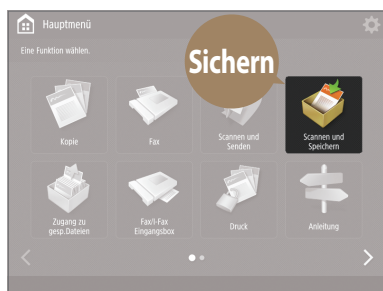 Hauptmenü
Eine Funktion wählen.
Sichern
Kopie
Fax
Scannen und
Senden
Scannen und
Speichern
Zugang zu
gesp.Dateien
Fax/I-Fax
Eingangsbox
Druck
Anleitung